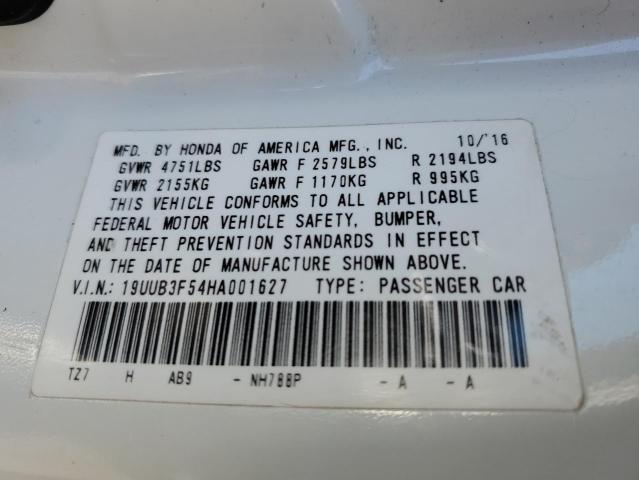 MFD. BY HONDA OF AMERICA MFG., INC. 10/'16
GVWR 4751LBS GAWR F 2579LBS R 2194LBS
GVWR 2155KG GAWR F 1170KG R 995KG
THIS VEHICLE CONFORMS TO ALL APPLICABLE
FEDERAL MOTOR VEHICLE SAFETY, BUMPER,
AND THEFT PREVENTION STANDARDS IN EFFECT
ON THE DATE OF MANUFACTURE SHOWN ABOVE.
V.I.N.: 19UUB3F54HA001627 TYPE: PASSENGER CAR
TZ7 H AB9 - NH788P - A - A